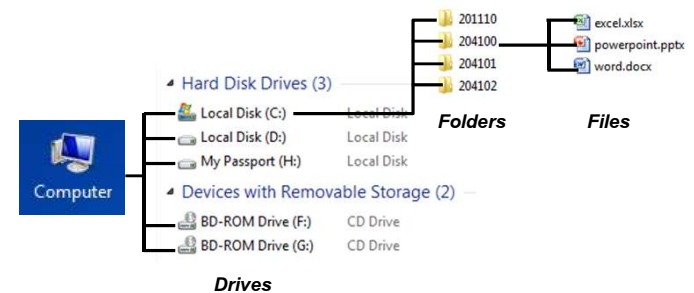 201110
204100
204101
204102
Folders
excel.xlsx
powerpoint.pptx
word.docx
Files
Computer
Hard Disk Drives (3)
Local Disk (C:) Local Disk
Local Disk (D:) Local Disk
My Passport (H:) Local Disk
Devices with Removable Storage (2)
BD-ROM Drive (F:) CD Drive
BD-ROM Drive (G:) CD Drive
Drives